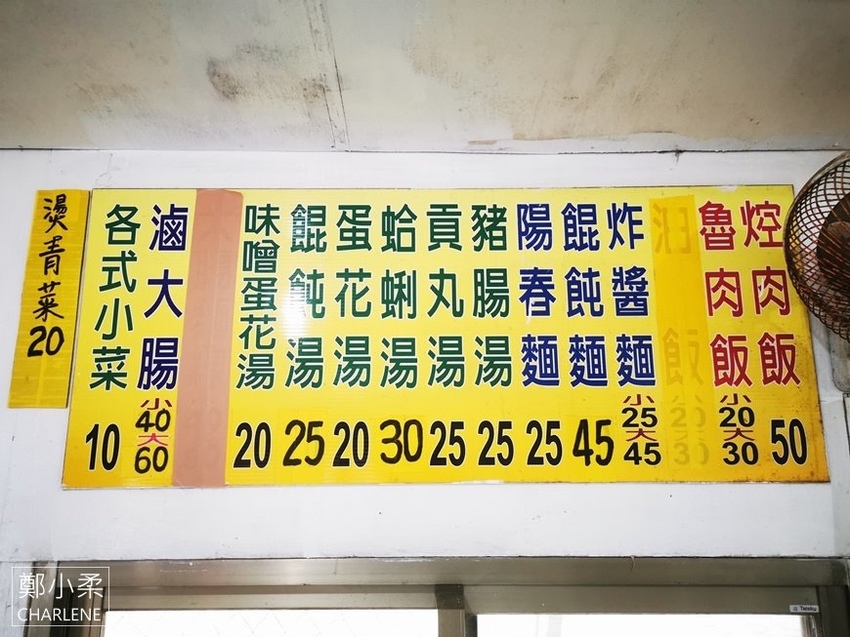 焢肉飯 50
魯肉飯 小20 大30
炸醬麵 小25 大45
餛飩麵 45
陽春麵 25
豬腸湯 25
貢丸湯 25
蛤蜊湯 30
蛋花湯 20
餛飩湯 25
味噌蛋花湯 20
滷大腸 小40 大60
各式小菜 10
燙青菜20
鄭小柔
CHARLENE